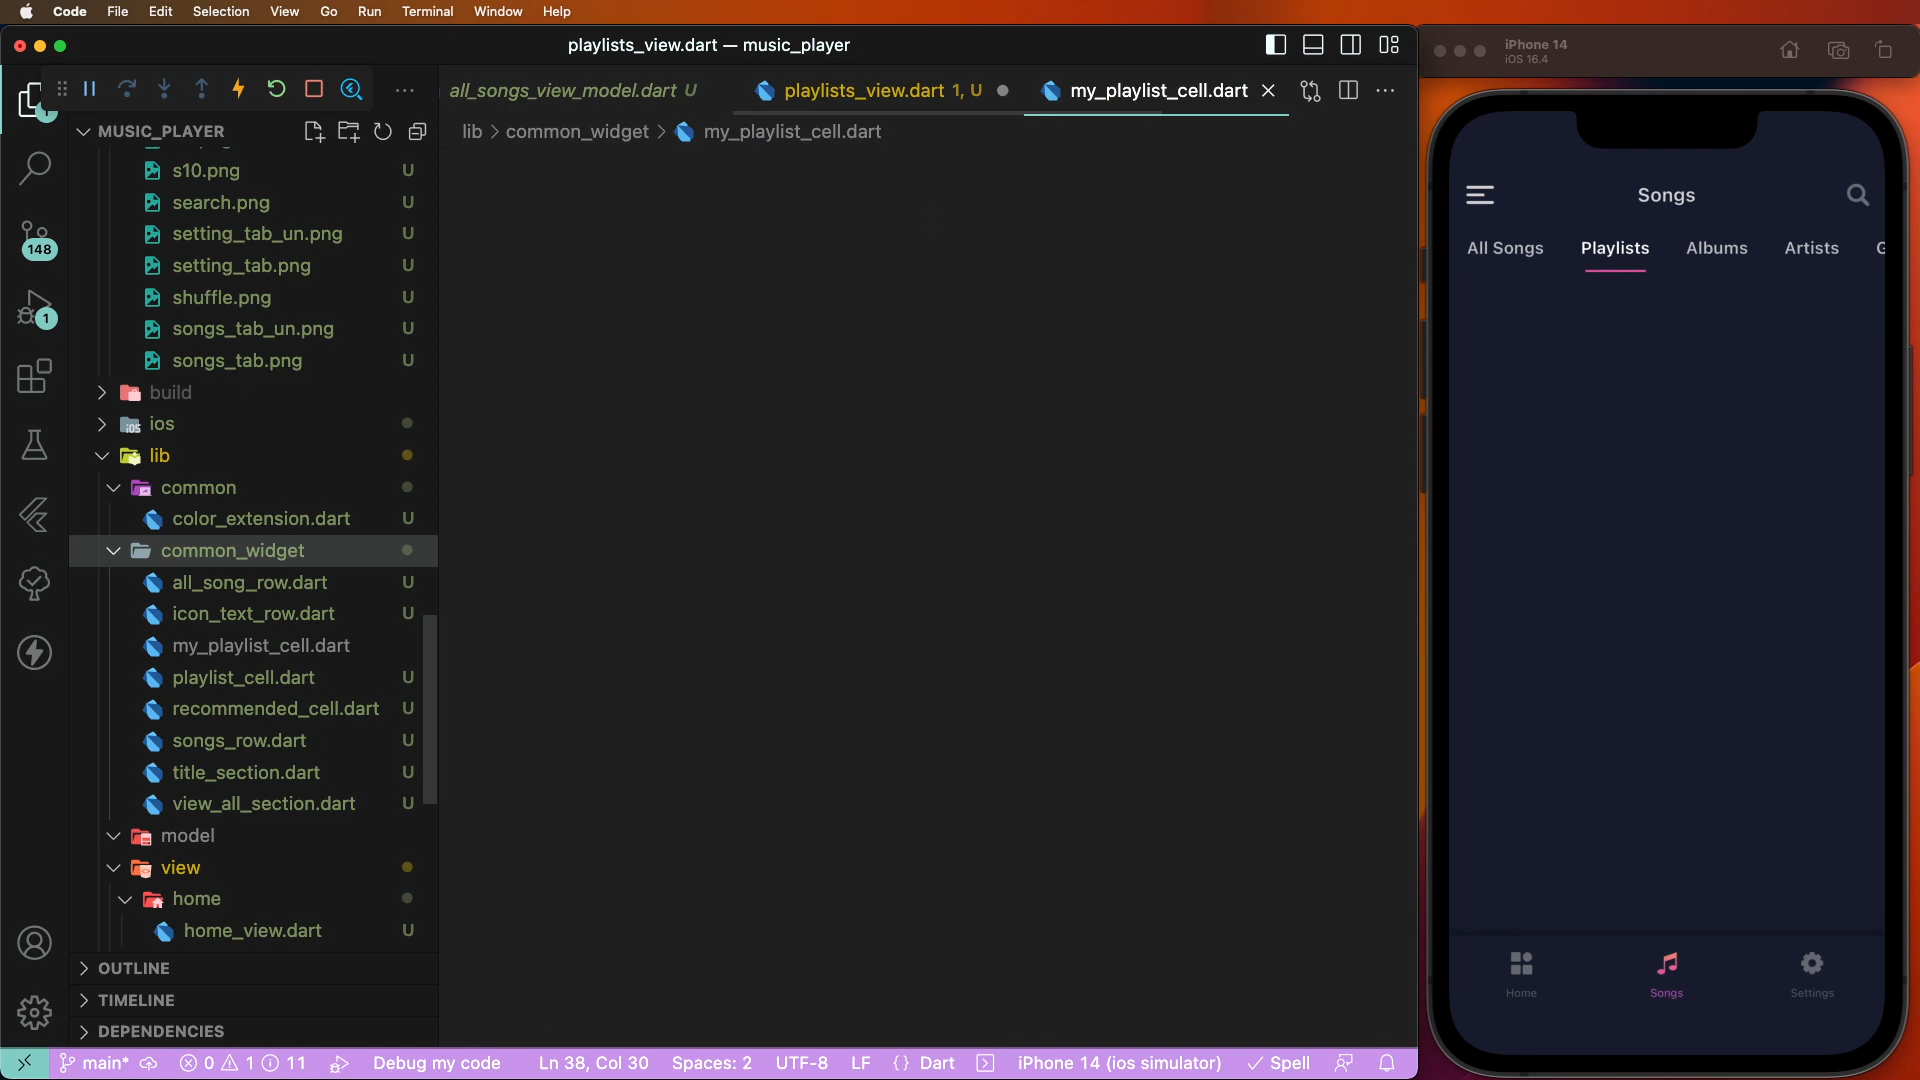 Code File Edit Selection View Go Run Terminal Window Help
playlists_view.dart — music_player
all_songs_view_model.dart U
playlists_view.dart 1, U
my_playlist_cell.dart
lib > common_widget > my_playlist_cell.dart
1
148
1
MUSIC_PLAYER
s10.png U
search.png U
setting_tab_un.png U
setting_tab.png U
shuffle.png U
songs_tab_un.png U
songs_tab.png U
build
ios
lib
common
color_extension.dart U
common_widget
all_song_row.dart U
icon_text_row.dart U
my_playlist_cell.dart
playlist_cell.dart U
recommended_cell.dart U
songs_row.dart U
title_section.dart U
view_all_section.dart U
model
view
home
home_view.dart U
OUTLINE
TIMELINE
DEPENDENCIES
main* 0 1 11 Debug my code Ln 38, Col 30 Spaces: 2 UTF-8 LF {} Dart iPhone 14 (ios simulator) Spell
iPhone 14
iOS 16.4
Songs
All Songs Playlists Albums Artists
Home Songs Settings